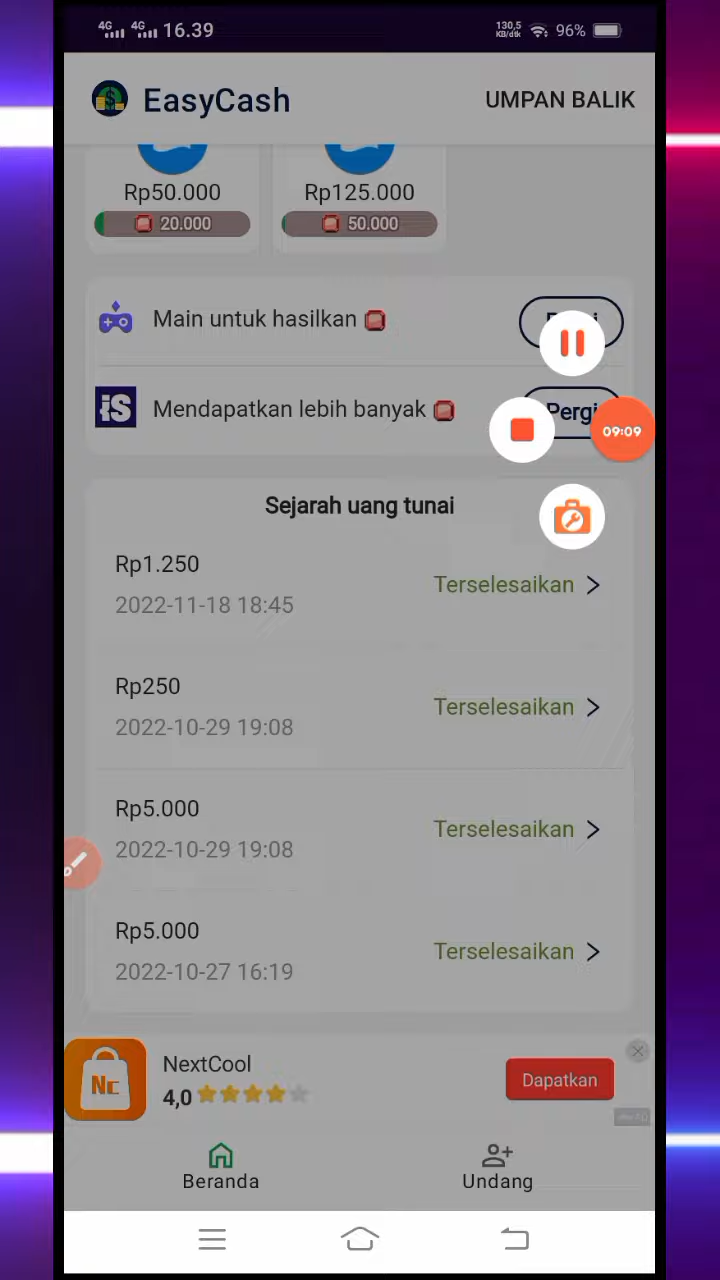 4G 4G 16.39 130,5 KB/dtk 96%
EasyCash UMPAN BALIK
Rp50.000 Rp125.000
20.000 50.000
Main untuk hasilkan
iS Mendapatkan lebih banyak Pergi
09:09
Sejarah uang tunai
Rp1.250
Terselesaikan
2022-11-18 18:45
Rp250
Terselesaikan
2022-10-29 19:08
Rp5.000
Terselesaikan
2022-10-29 19:08
Rp5.000
Terselesaikan
2022-10-27 16:19
NextCool
NC
4,0
Dapatkan
Beranda Undang